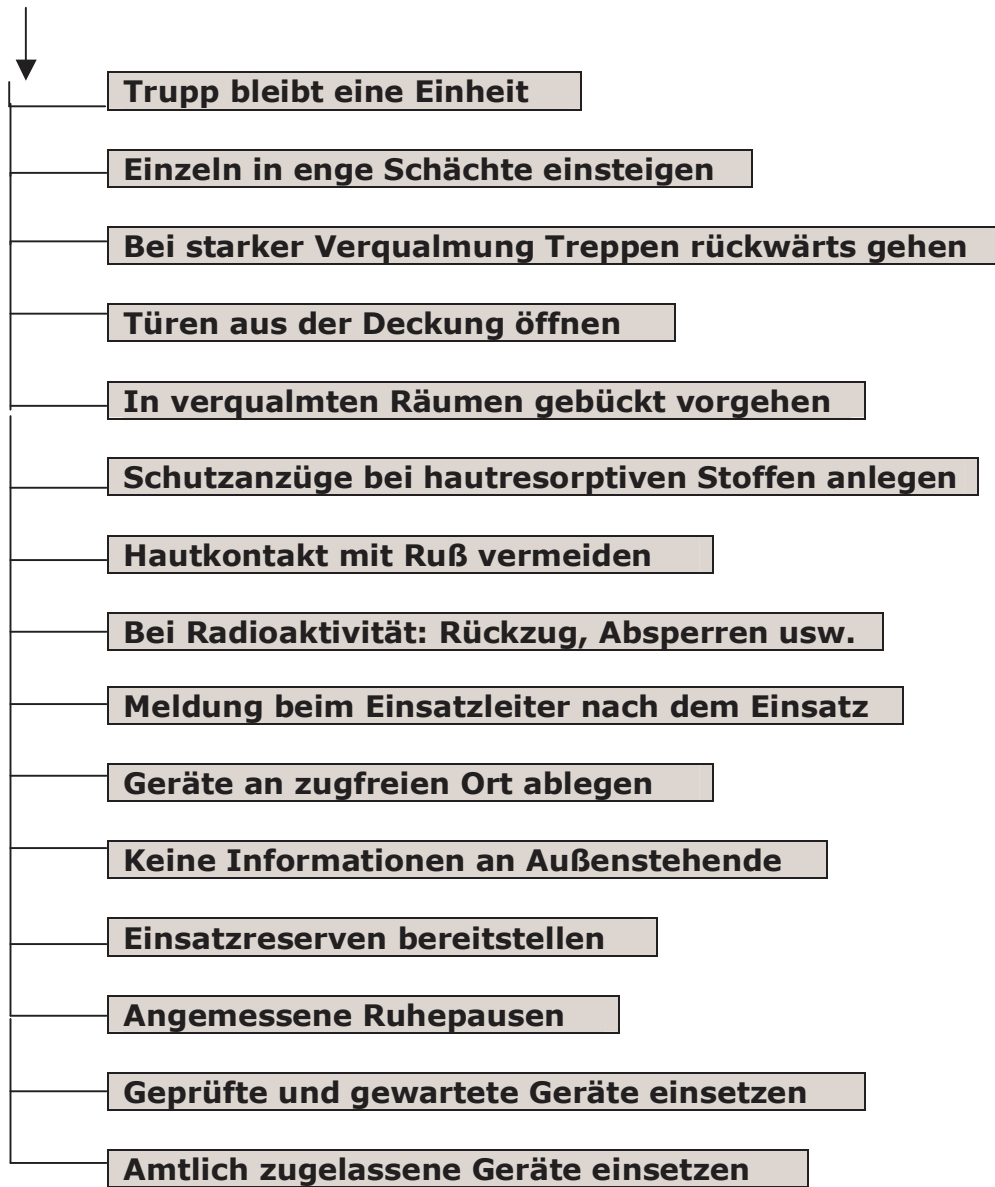 Trupp bleibt eine Einheit
Einzeln in enge Schächte einsteigen
Bei starker Verqualmung Treppen rückwärts gehen
Türen aus der Deckung öffnen
In verqualmten Räumen gebückt vorgehen
Schutzanzüge bei hautresorptiven Stoffen anlegen
Hautkontakt mit Ruß vermeiden
Bei Radioaktivität: Rückzug, Absperren usw.
Meldung beim Einsatzleiter nach dem Einsatz
Geräte an zugfreien Ort ablegen
Keine Informationen an Außenstehende
Einsatzreserven bereitstellen
Angemessene Ruhepausen
Geprüfte und gewartete Geräte einsetzen
Amtlich zugelassene Geräte einsetzen